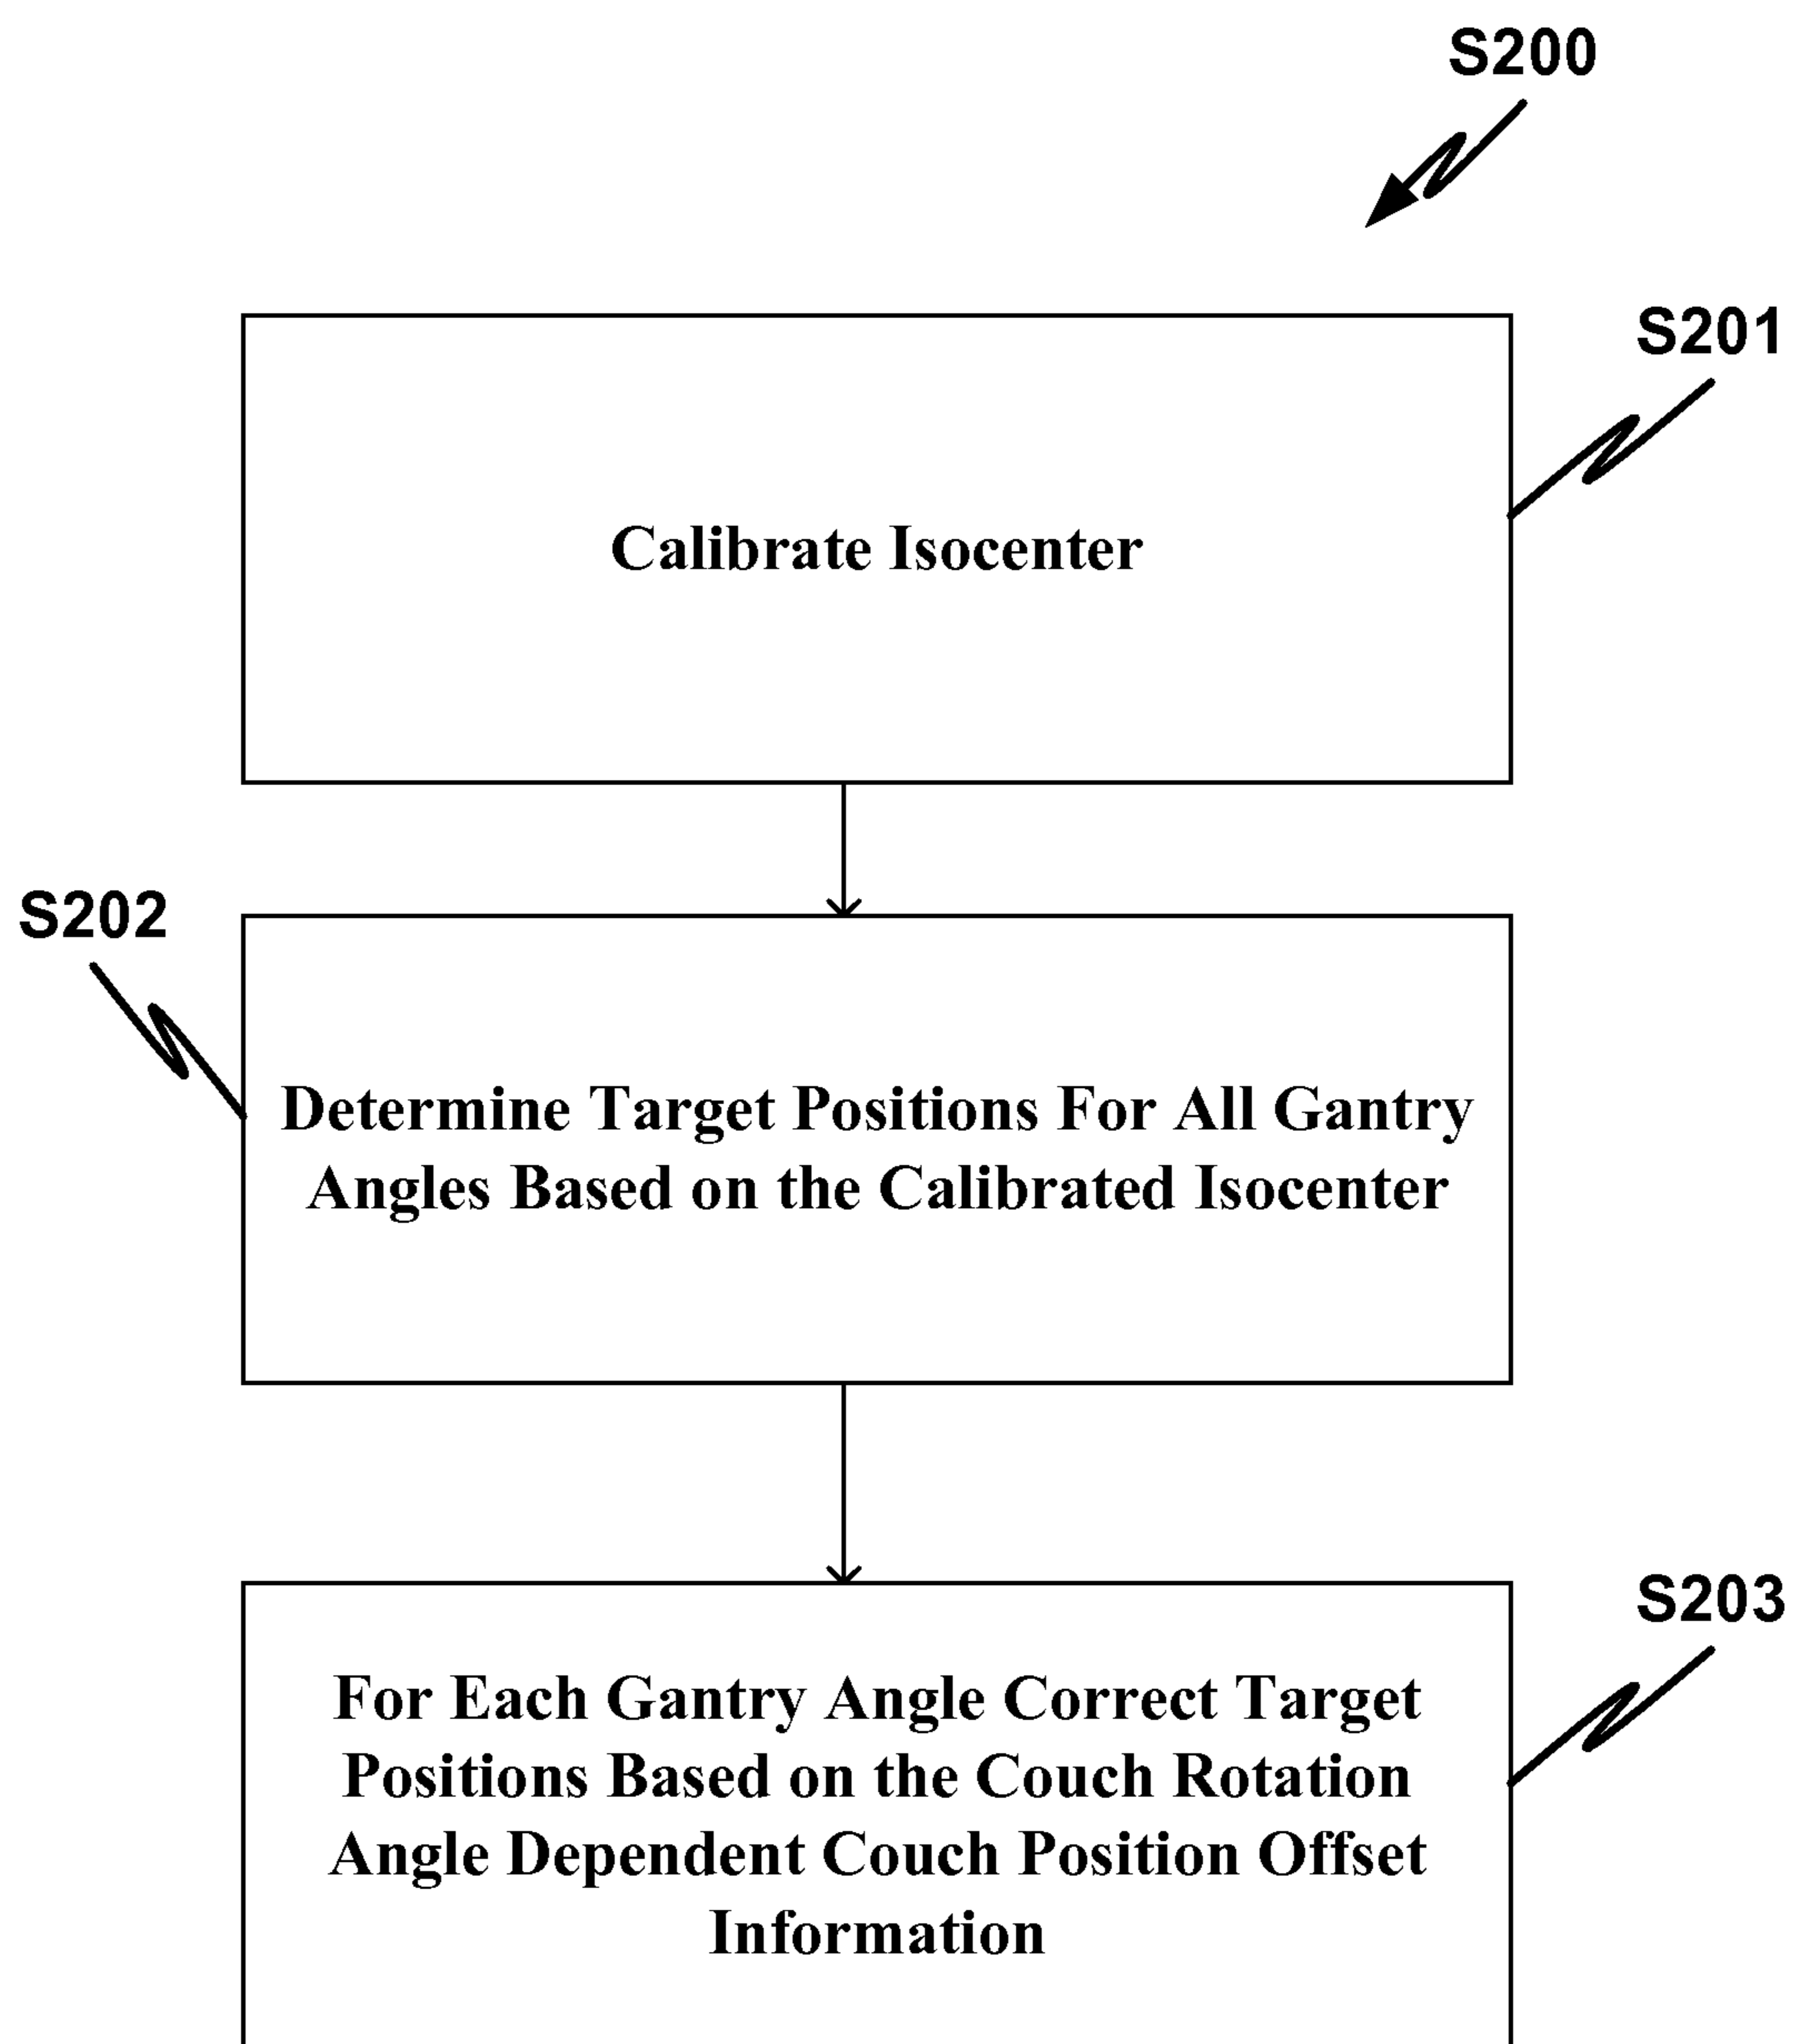 S200
S201
Calibrate Isocenter
S202
Determine Target Positions For All Gantry
Angles Based on the Calibrated Isocenter
S203
For Each Gantry Angle Correct Target
Positions Based on the Couch Rotation
Angle Dependent Couch Position Offset
Information